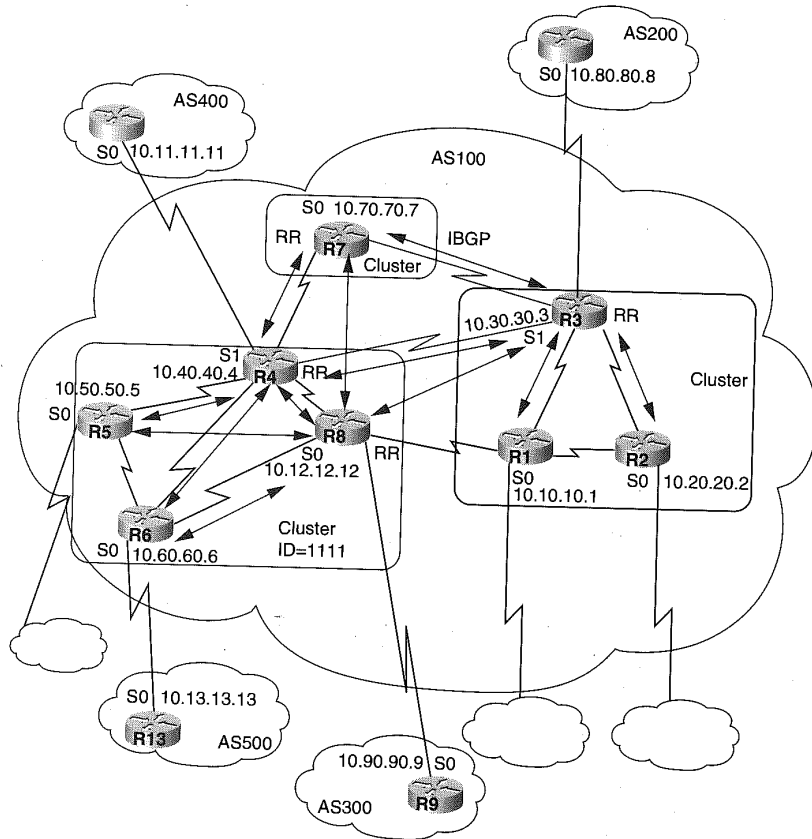 AS200
S0 10.80.80.8
AS400
S0 10.11.11.11
AS100
S0 10.70.70.7
RR
R7
IBGP
Cluster
10.30.30.3
R3
RR
S1
S1
10.40.40.4
R4
RR
Cluster
10.50.50.5
S0
R5
R8
S0
RR
10.12.12.12
R1
R2
S0
10.10.10.1
S0
10.20.20.2
R6
S0
10.60.60.6
Cluster
ID=1111
S0 10.13.13.13
R13
AS500
10.90.90.9 S0
R9
AS300